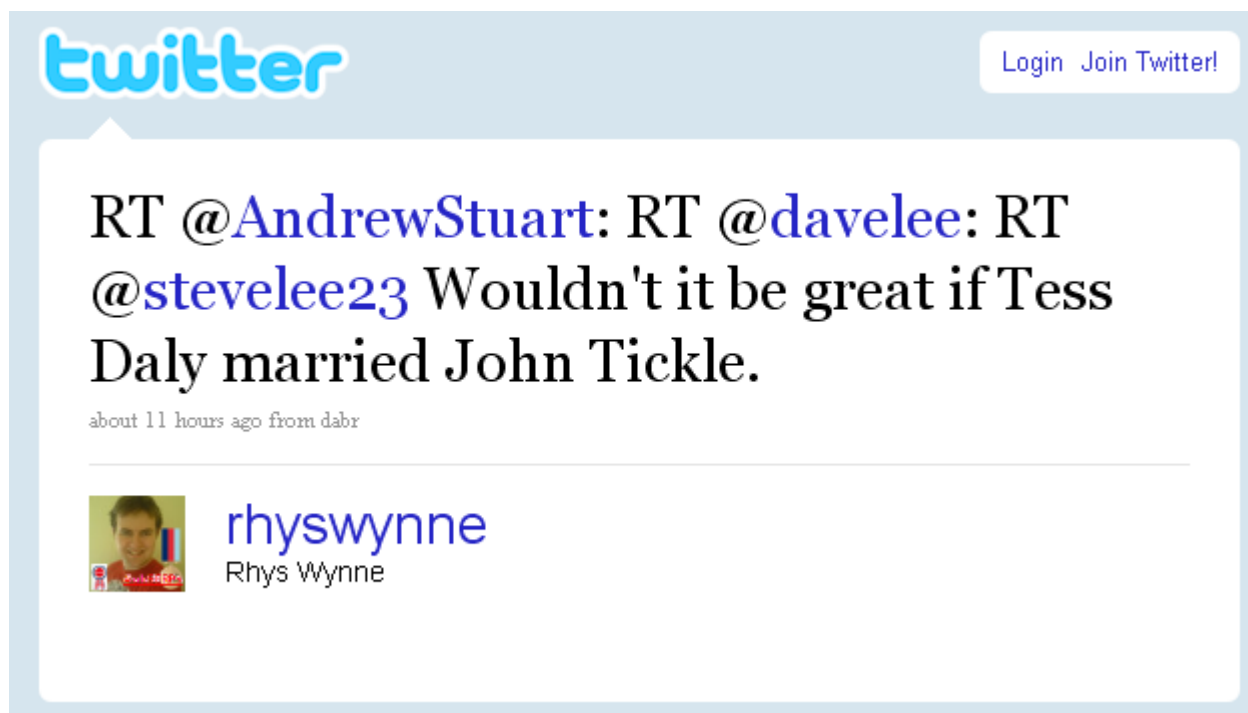 twitter
Login Join Twitter!
RT @AndrewStuart: RT @davelee: RT
@stevelee23 Wouldn't it be great if Tess
Daly married John Tickle.
about 11 hours ago from dabr
rhyswynne
Rhys Wynne